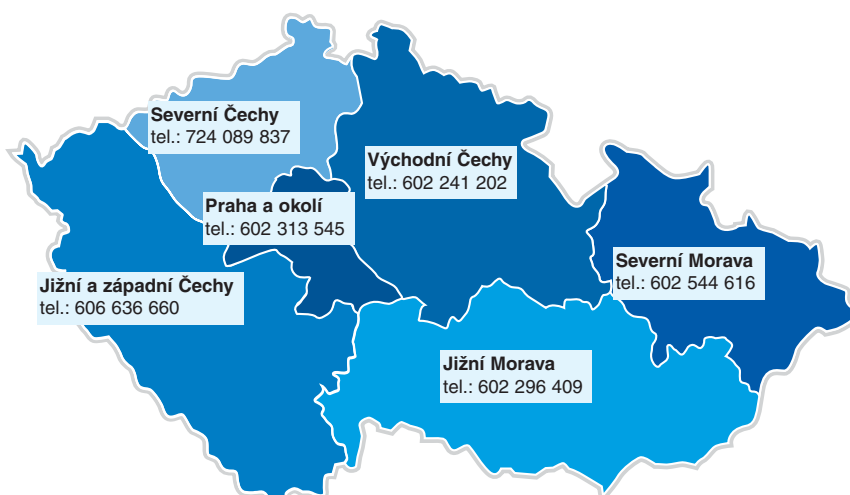 Severní Čechy
tel.: 724 089 837
Východní Čechy
tel.: 602 241 202
Praha a okolí
tel.: 602 313 545
Severní Morava
tel.: 602 544 616
Jižní a západní Čechy
tel.: 606 636 660
Jižní Morava
tel.: 602 296 409